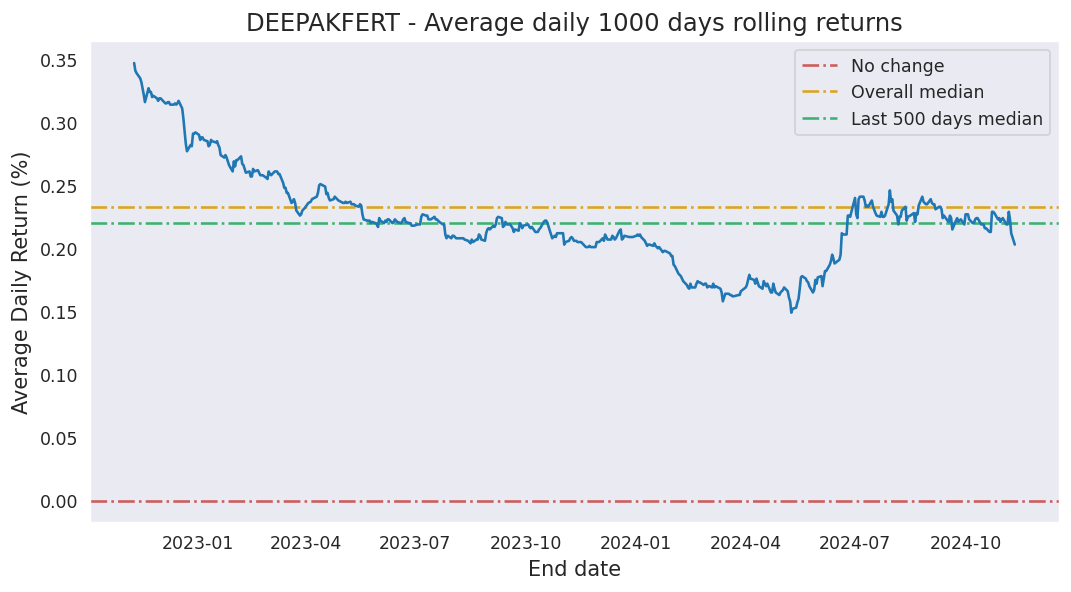 DEEPAKFERT - Average daily 1000 days rolling returns
No change
Overall median
Last 500 days median
Average Daily Return (%)
0.35
0.30
0.25
0.20
0.15
0.10
0.05
0.00
2023-01 2023-04 2023-07 2023-10 2024-01 2024-04 2024-07 2024-10
End date